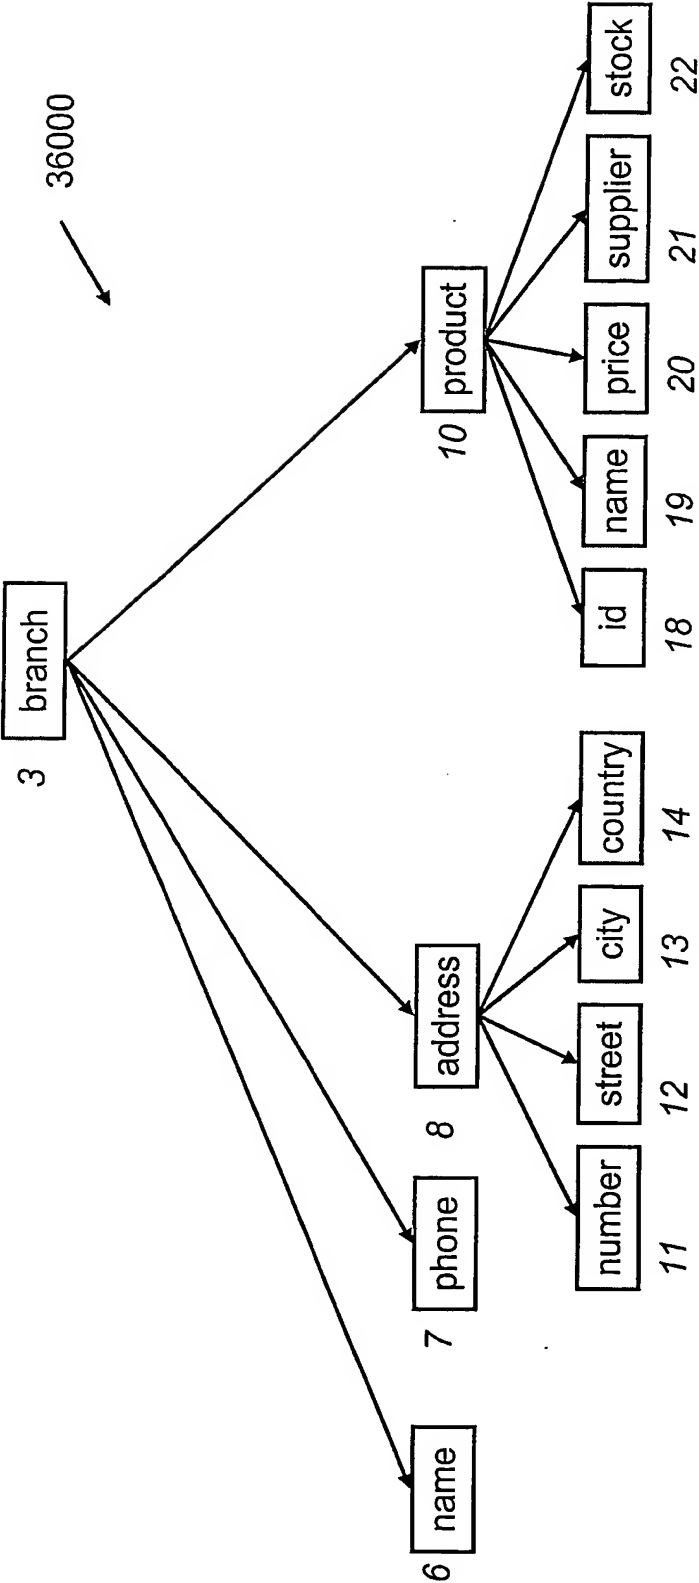 36000
3 branch
6 name
7 phone
8 address
10 product
number
street
city
country
id
name
price
supplier
stock
11
12
13
14
18
19
20
21
22